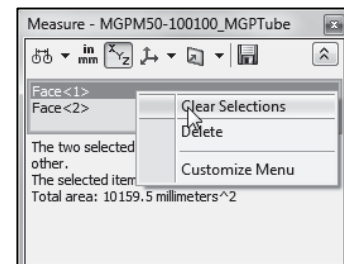 Measure - MGPM50-100100_MGPTube
in
mm
XYZ
Face<1>
Face<2>
Clear Selections
Delete
Customize Menu
The two selected
other.
The selected item
Total area: 10159.5 millimeters^2